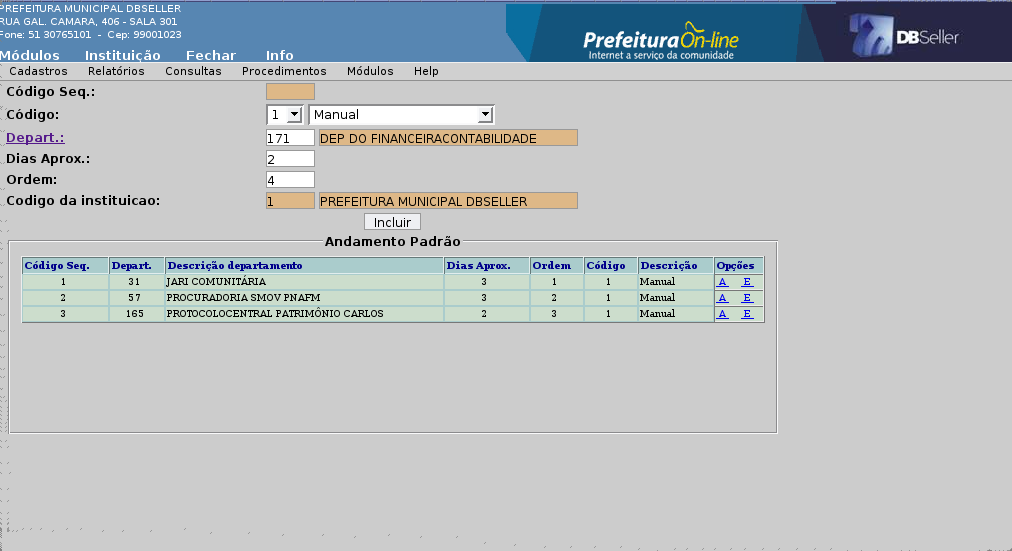 PREFEITURA MUNICIPAL DBSELLER
RUA GAL. CAMARA, 406 - SALA 301
Fone: 51 30765101 - Cep: 99001023
PrefeituraOn-line
Internet a serviço da comunidade
DBSeller
Módulos Instituição Fechar Info
Cadastros Relatórios Consultas Procedimentos Módulos Help
Código Seq.:
Código: 1 Manual
Depart.: 171 DEP DO FINANCEIRACONTABILIDADE
Dias Aprox.: 2
Ordem: 4
Codigo da instituicao: 1 PREFEITURA MUNICIPAL DBSELLER
Incluir
Andamento Padrão
Código Seq. Depart. Descrição departamento Dias Aprox. Ordem Código Descrição Opções
1 31 JARI COMUNITÁRIA 3 1 1 Manual A E
2 57 PROCURADORIA SMOV PNAFM 3 2 1 Manual A E
3 165 PROTOCOLOCENTRAL PATRIMÔNIO CARLOS 2 3 1 Manual A E